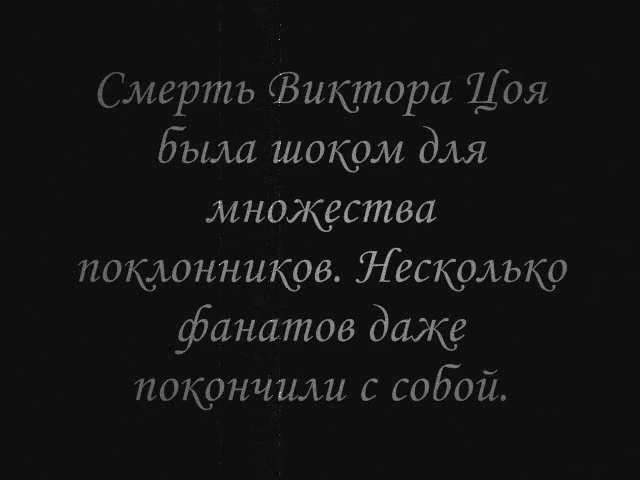 Смерть Виктора Цоя
была шоком для
множества
поклонников. Несколько
фанатов даже
покончили с собой.